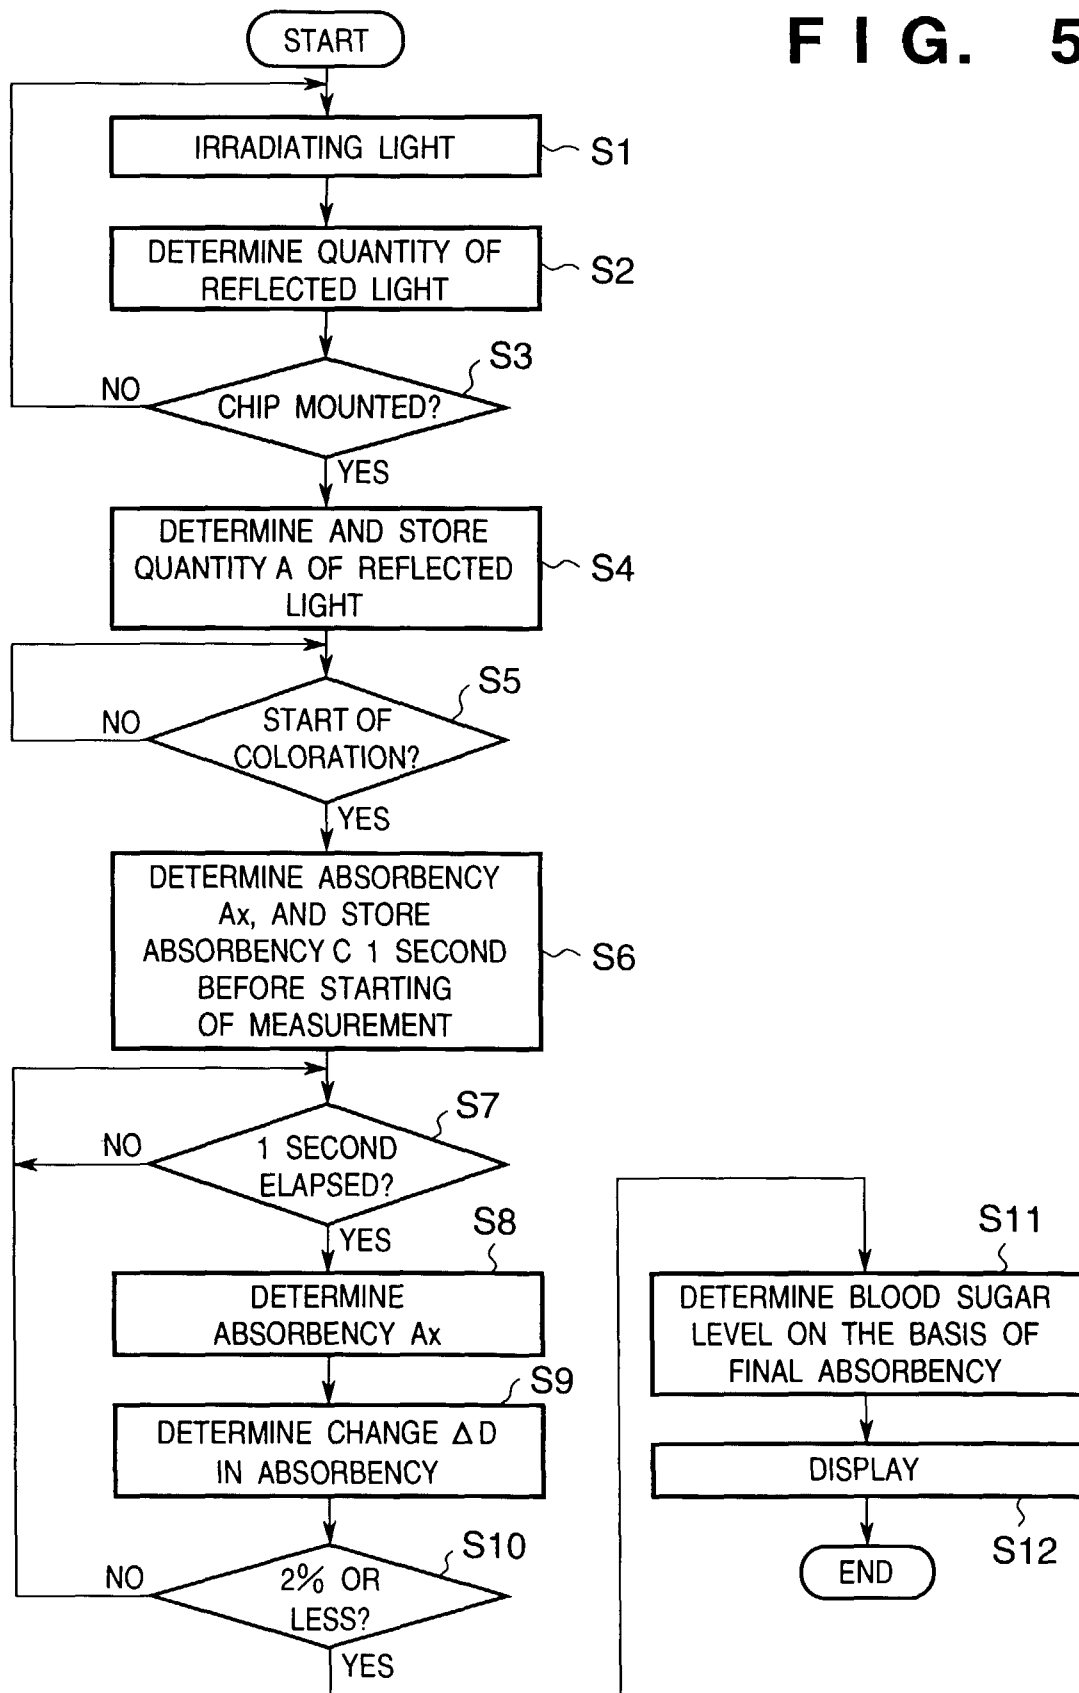 FIG. 5
START
IRRADIATING LIGHT
S1
DETERMINE QUANTITY OF
REFLECTED LIGHT
S2
S3
NO
CHIP MOUNTED?
YES
DETERMINE AND STORE
QUANTITY A OF REFLECTED
LIGHT
S4
S5
NO
START OF
COLORATION?
YES
DETERMINE ABSORBENCY
Ax, AND STORE
ABSORBENCY C 1 SECOND
BEFORE STARTING
OF MEASUREMENT
S6
S7
NO
1 SECOND
ELAPSED?
YES
S8
DETERMINE
ABSORBENCY Ax
S9
DETERMINE CHANGE ΔD
IN ABSORBENCY
S10
NO
2% OR
LESS?
YES
S11
DETERMINE BLOOD SUGAR
LEVEL ON THE BASIS OF
FINAL ABSORBENCY
DISPLAY
S12
END